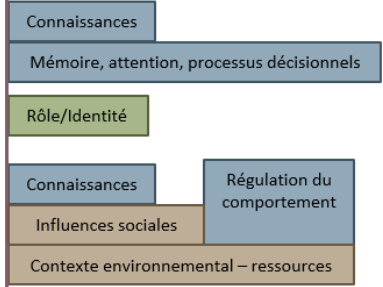 Connaissances
Mémoire, attention, processus décisionnels
Rôle/Identité
Connaissances
Régulation du
comportement
Influences sociales
Contexte environnemental – ressources